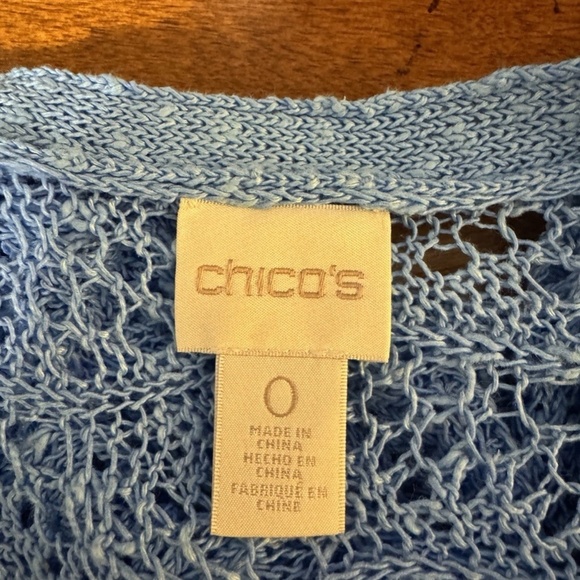 chico's
0
MADE IN
CHINA
HECHO EN
CHINA
FABRIQUÉ EN
CHINE